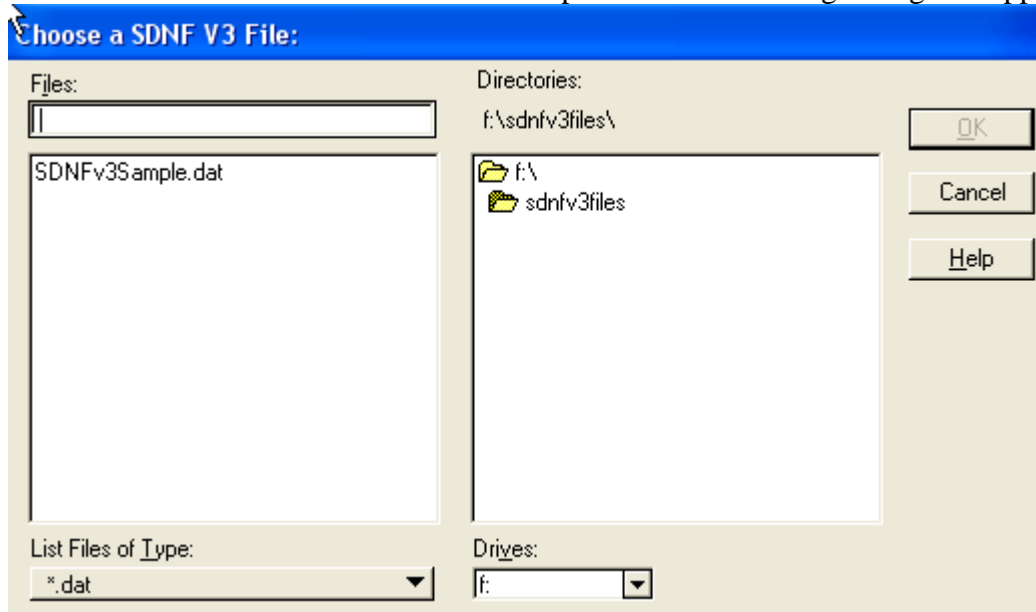 Choose a SDNF V3 File:
Files:
SDNFv3Sample.dat
List Files of Type:
*.dat
Directories:
f:\sdnfv3files\
f:\
sdnfv3files
Drives:
f:
OK
Cancel
Help